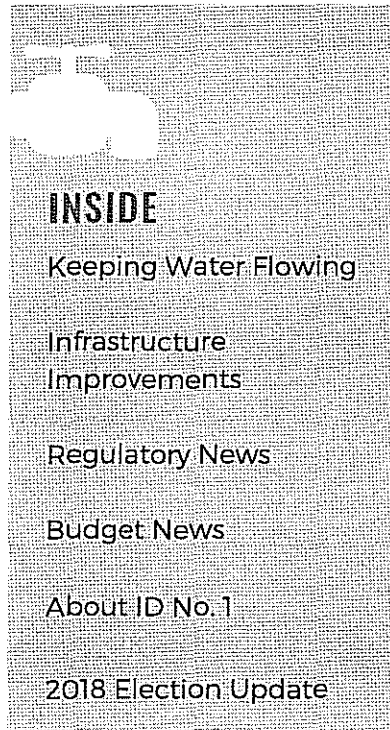 INSIDE
Keeping Water Flowing
Infrastructure
Improvements
Regulatory News
Budget News
About ID No. 1
2018 Election Update